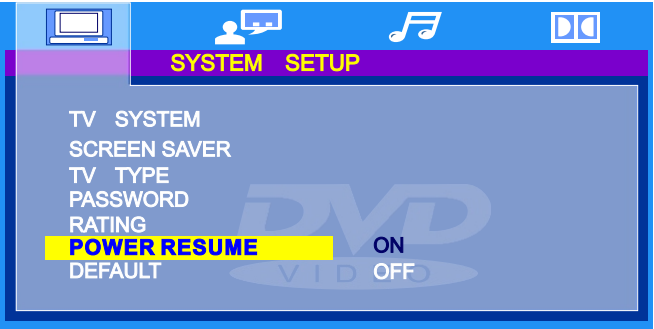 SYSTEM SETUP
TV SYSTEM
SCREEN SAVER
TV TYPE
PASSWORD
RATING
POWER RESUME ON
DEFAULT OFF
DVD
VIDEO